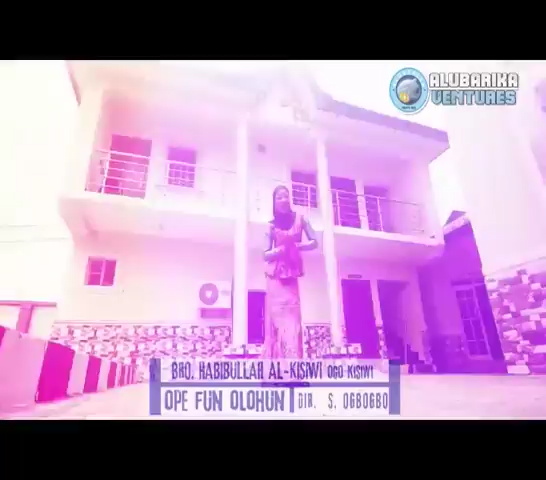 ALUBARIKA
VENTURES
BRO. HABIBULLAH AL-KISIWI OGO KISIWI
OPE FUN OLOHUN
DIR. S. OGBOGBO